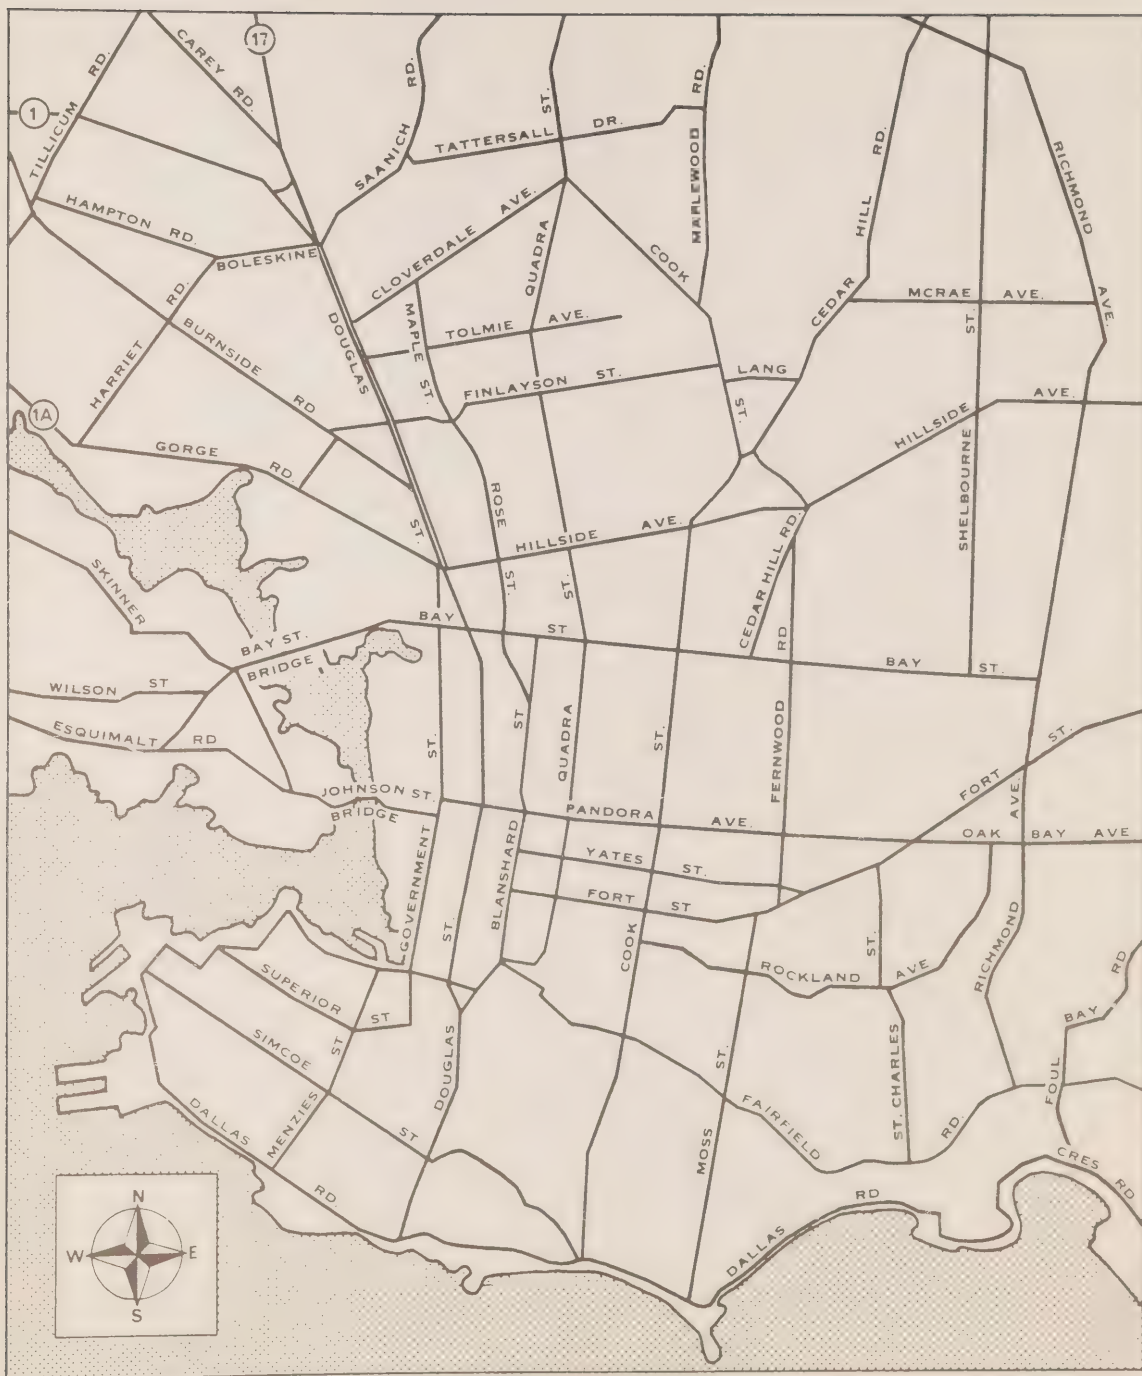 17
CAREY RD.
1
TILLICUM RD.
SAANICH RD.
ST.
TATTERSALL DR.
RD.
MARLEWOOD
HILL RD.
RICHMOND
AVE.
HAMPTON RD.
BOLESKINE
CLOVERDALE AVE.
QUADRA
COOK
CEDAR
MCRAE AVE.
ST.
HARRIET RD.
BURNSIDE RD
DOUGLAS
MAPLE ST.
TOLMIE AVE.
FINLAYSON ST.
LANG
ST.
1A
GORGE RD.
ST.
ROSE
ST.
HILLSIDE AVE.
HILLSIDE AVE.
SHELBOURNE
CEDAR HILL RD.
SKINNER
BAY ST.
BRIDGE
BAY ST
ST.
RD
BAY ST.
WILSON ST
ESQUIMALT RD
ST.
ST
QUADRA
ST.
FERNWOOD
FORT ST.
JOHNSON ST.
BRIDGE
PANDORA AVE.
AVE.
OAK BAY AVE
GOVERNMENT
ST.
BLANSHARD
YATES ST.
FORT ST
COOK
ST.
ROCKLAND AVE
RICHMOND
SUPERIOR ST
SIMCOE ST
MENZIES ST
DOUGLAS
DALLAS RD.
MOSS ST.
FAIRFIELD RD.
ST. CHARLES
FOUL BAY RD
CRES RD
DALLAS RD
N
W E
S